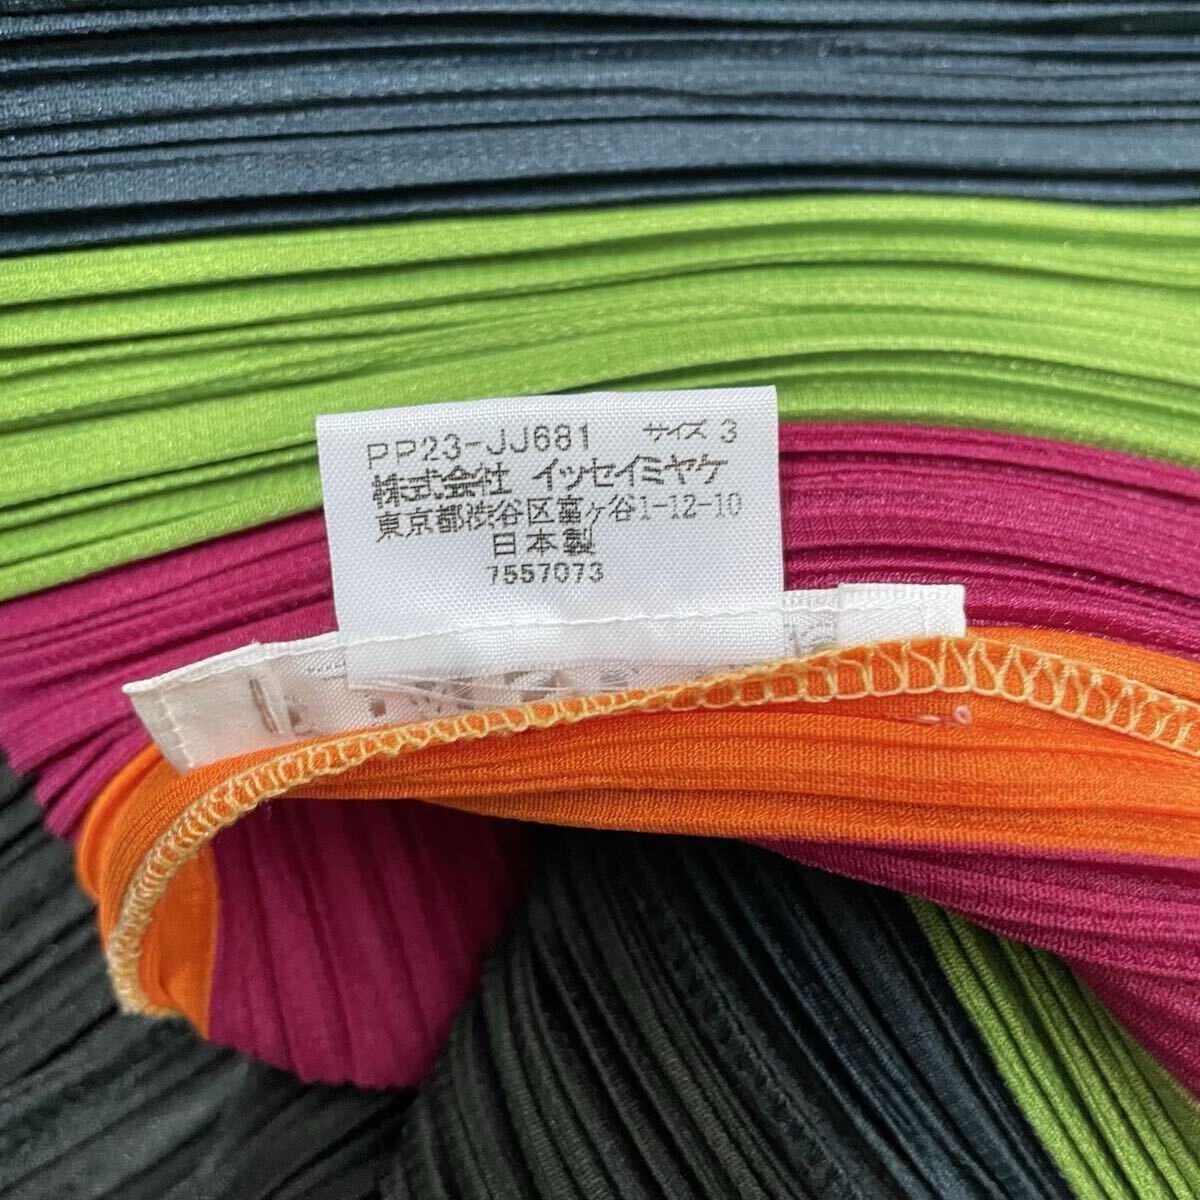 PP23-JJ681 サイズ 3
株式会社 イッセイミヤケ
東京都渋谷区富ヶ谷1-12-10
日本製
7557073